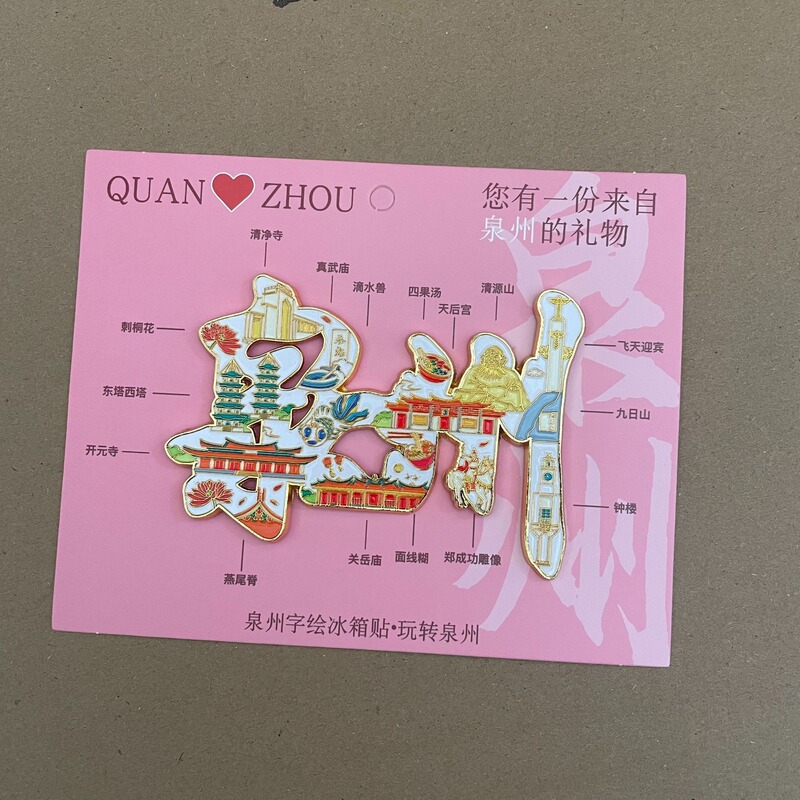 QUAN ZHOU
您有一份来自
泉州的礼物
清净寺
真武庙
滴水兽
四果汤
天后宫
清源山
刺桐花
飞天迎宾
东塔西塔
九日山
开元寺
钟楼
燕尾脊
关岳庙
面线糊
郑成功雕像
泉州字绘冰箱贴•玩转泉州
泉州